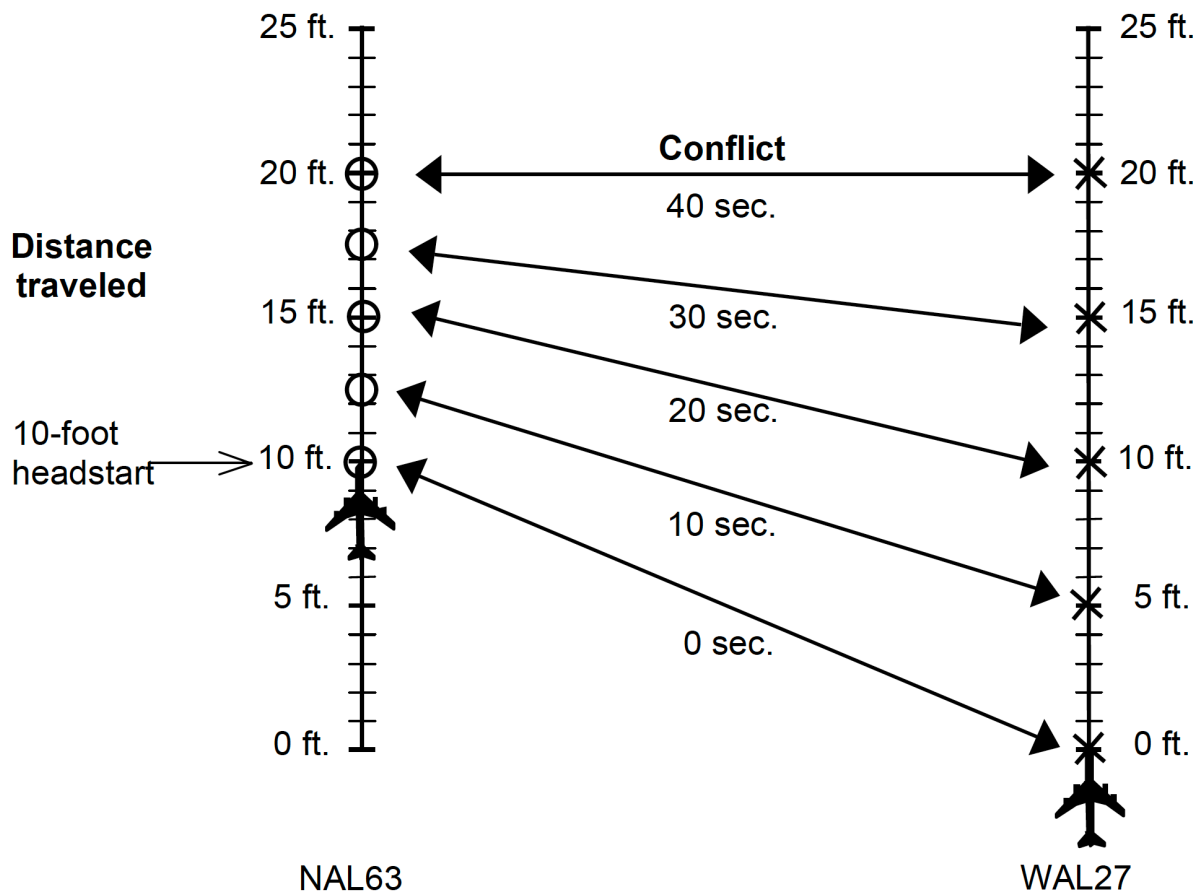 25 ft.
25 ft.
Conflict
20 ft.
20 ft.
40 sec.
Distance
traveled
15 ft.
30 sec.
15 ft.
20 sec.
10-foot
headstart
10 ft.
10 ft.
10 sec.
5 ft.
5 ft.
0 sec.
0 ft.
0 ft.
NAL63
WAL27